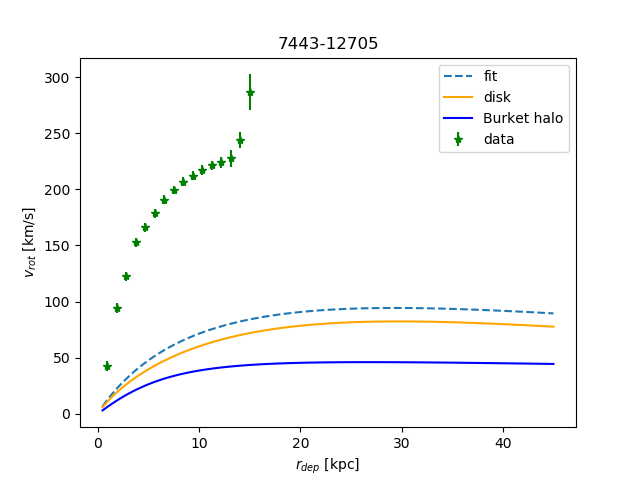 7443-12705
fit
disk
Burket halo
data
300
250
200
150
100
50
0
v_rot [km/s]
0 10 20 30 40
r_dep [kpc]